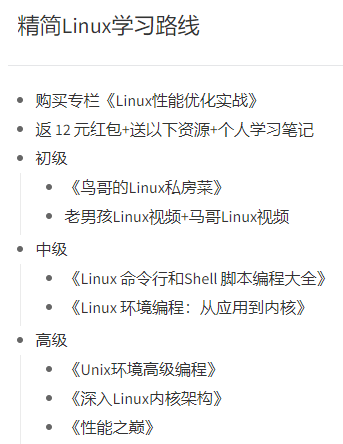 精简Linux学习路线
购买专栏《Linux性能优化实战》
返 12 元红包+送以下资源+个人学习笔记
初级
《鸟哥的Linux私房菜》
老男孩Linux视频+马哥Linux视频
中级
《Linux 命令行和Shell 脚本编程大全》
《Linux 环境编程：从应用到内核》
高级
《Unix环境高级编程》
《深入Linux内核架构》
《性能之巅》